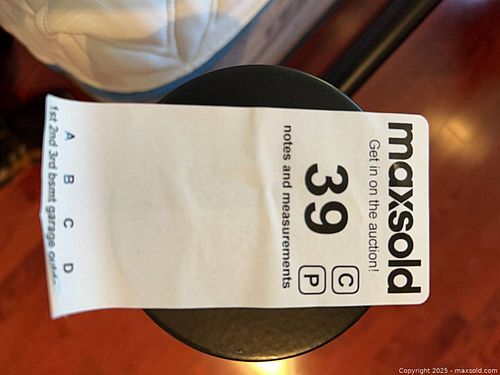 maxsold
Get in on the auction!
39
C
P
notes and measurements
A B C D
1st 2nd 3rd bsmt garage
Copyright 2025 - maxsold.com